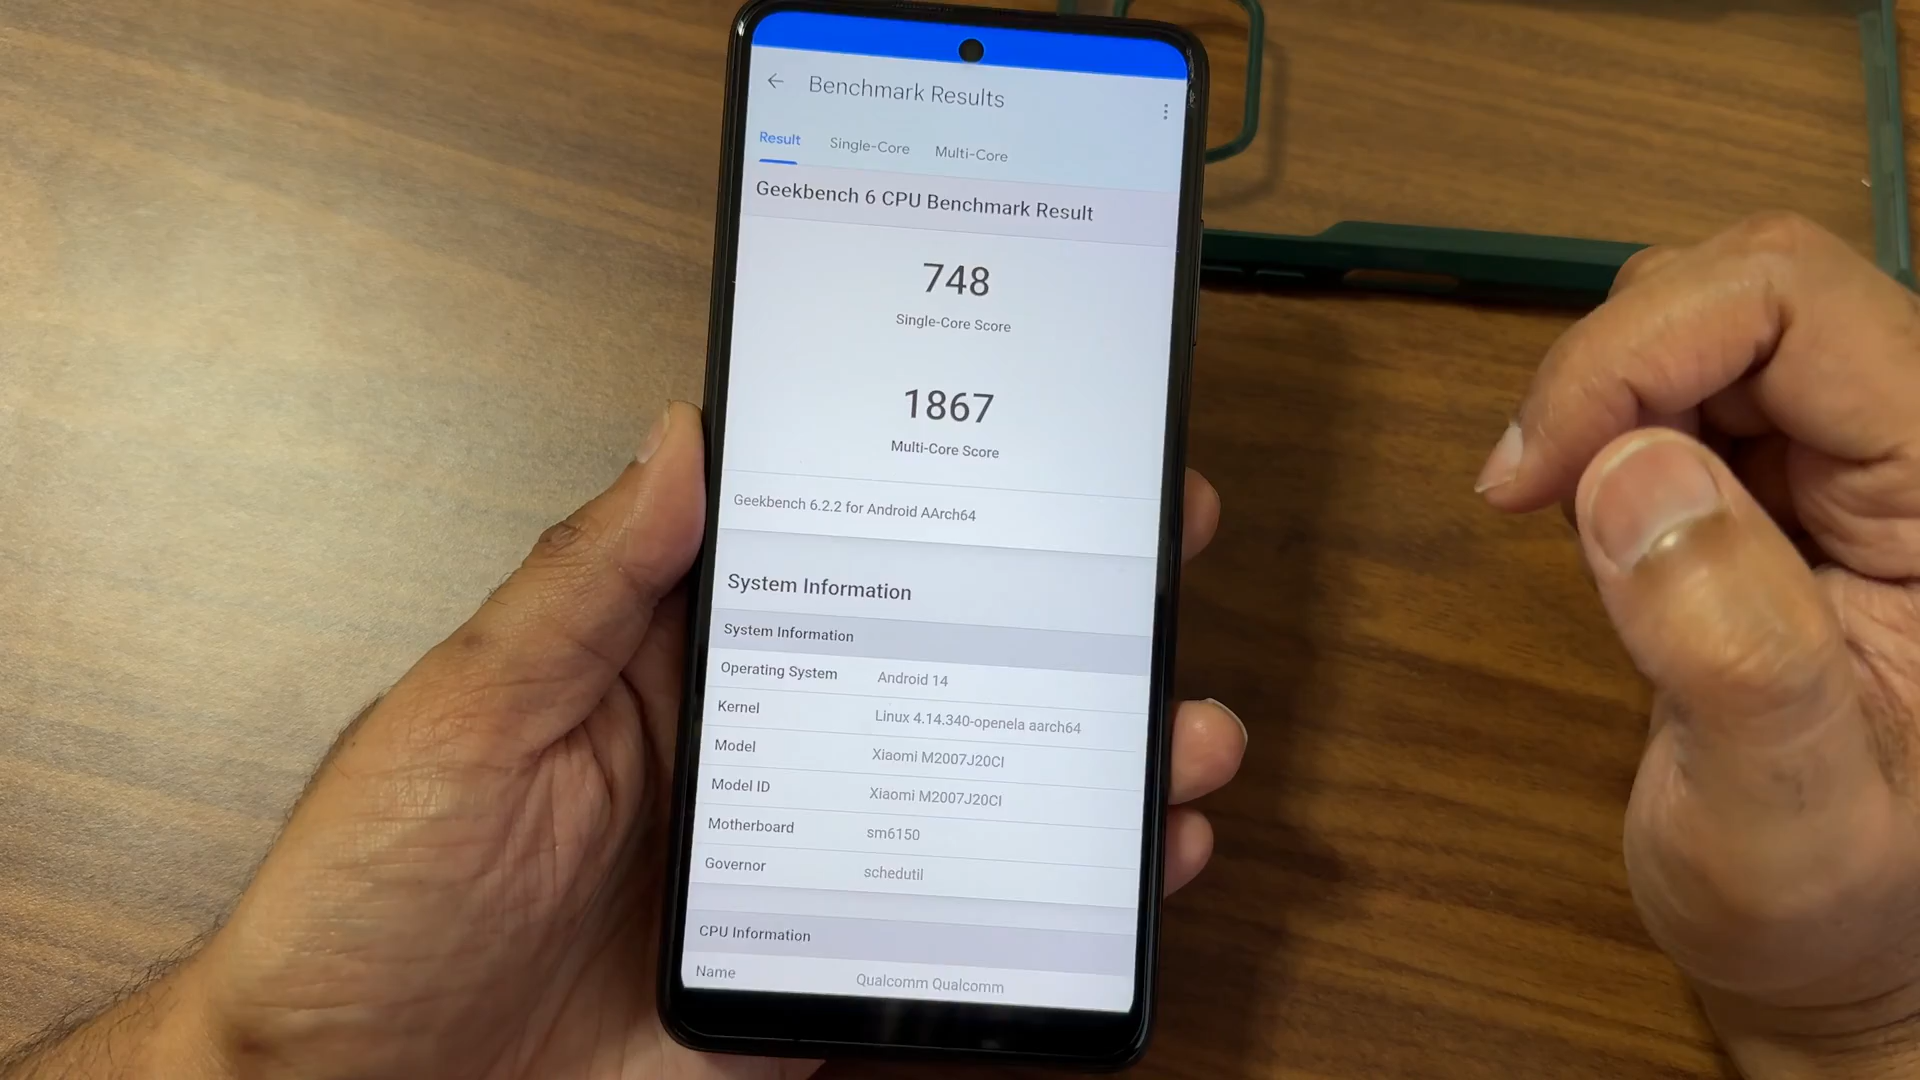 Benchmark Results
Result Single-Core Multi-Core
Geekbench 6 CPU Benchmark Result
748
Single-Core Score
1867
Multi-Core Score
Geekbench 6.2.2 for Android AArch64
System Information
System Information
Operating System Android 14
Kernel Linux 4.14.340-openela aarch64
Model Xiaomi M2007J20CI
Model ID Xiaomi M2007J20CI
Motherboard sm6150
Governor schedutil
CPU Information
Name Qualcomm Qualcomm